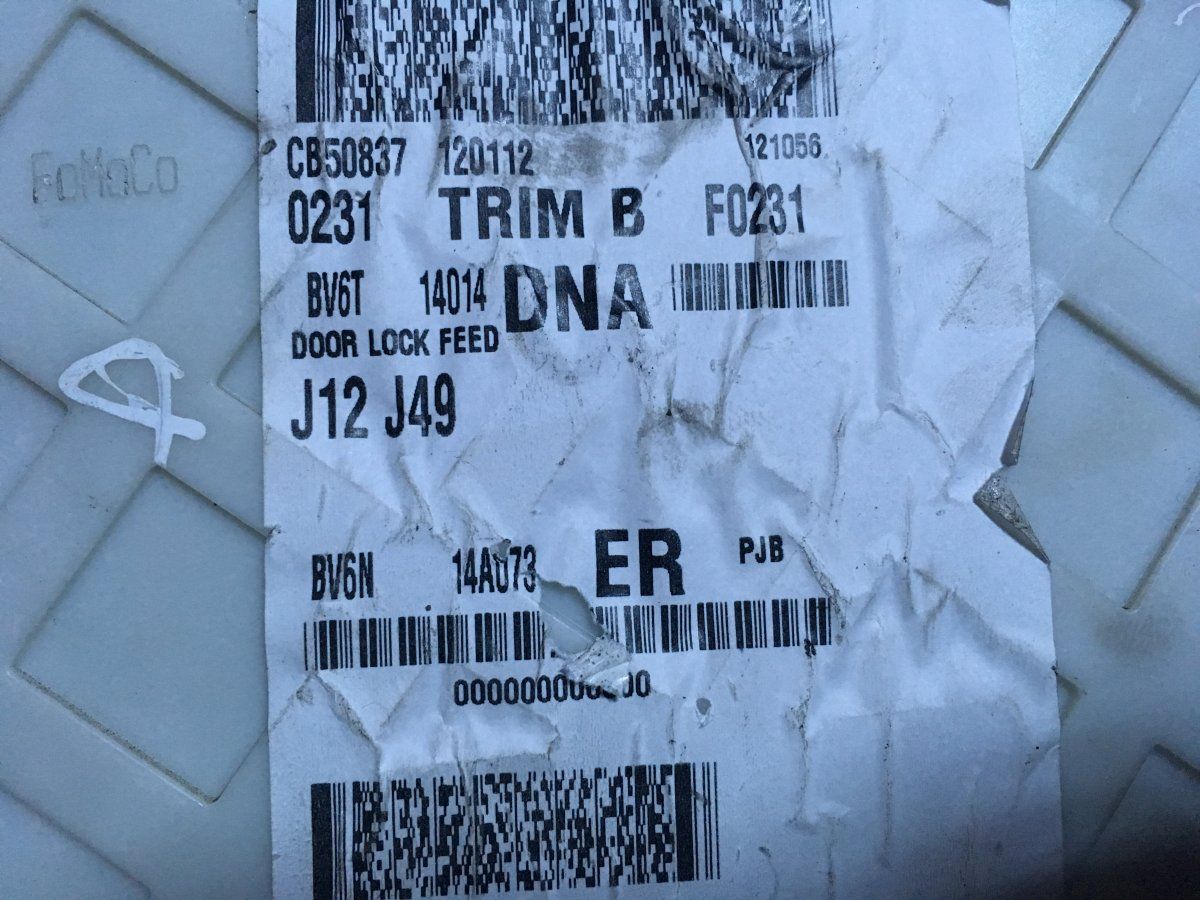 FoMoCo
CB50837 120112 121056
0231 TRIM B F0231
BV6T 14014 DNA
DOOR LOCK FEED
J12 J49
BV6N 14A073 ER PJB